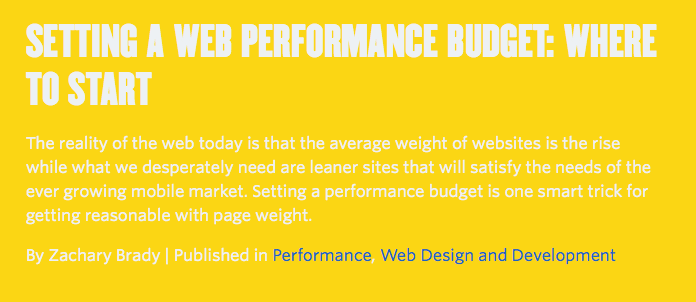 SETTING A WEB PERFORMANCE BUDGET: WHERE
TO START
The reality of the web today is that the average weight of websites is the rise
while what we desperately need are leaner sites that will satisfy the needs of the
ever growing mobile market. Setting a performance budget is one smart trick for
getting reasonable with page weight.
By Zachary Brady | Published in Performance, Web Design and Development